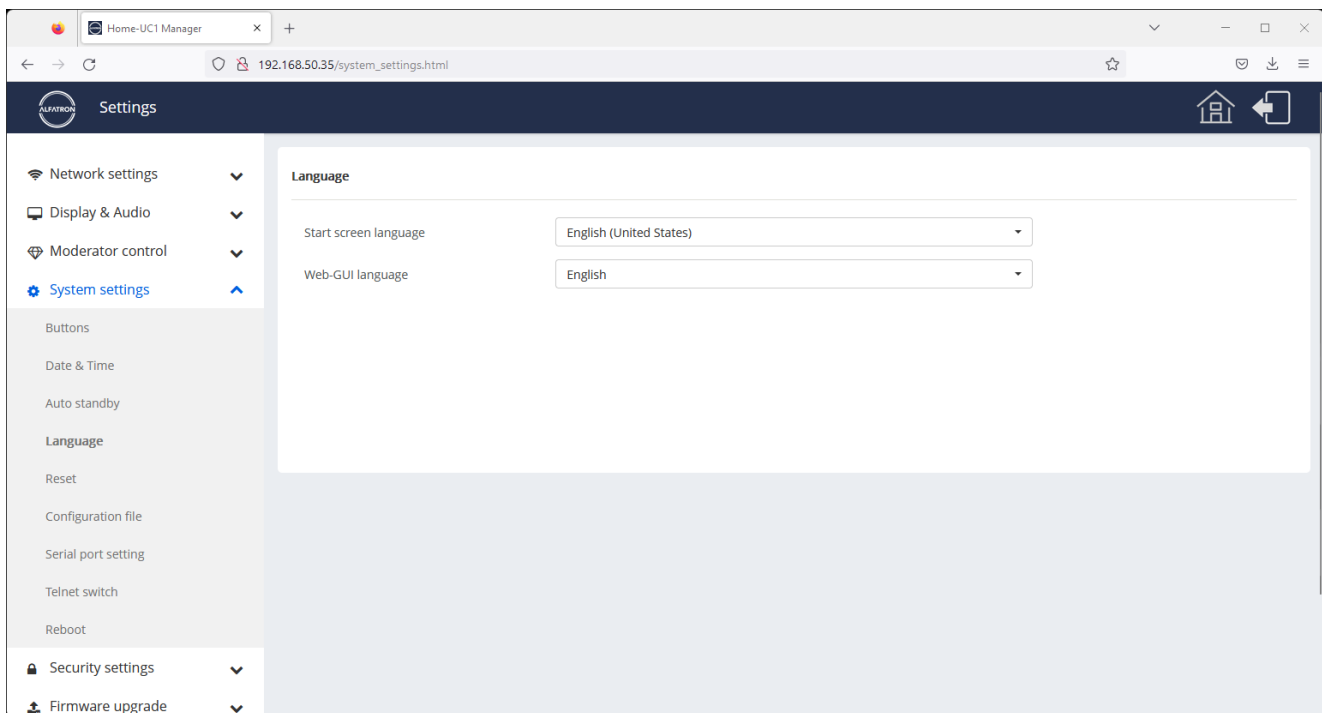 Home-UC1 Manager
192.168.50.35/system_settings.html
ALFATRON
Settings
Network settings
Display & Audio
Moderator control
System settings
Buttons
Date & Time
Auto standby
Language
Reset
Configuration file
Serial port setting
Telnet switch
Reboot
Security settings
Firmware upgrade
Language
Start screen language English (United States)
Web-GUI language English